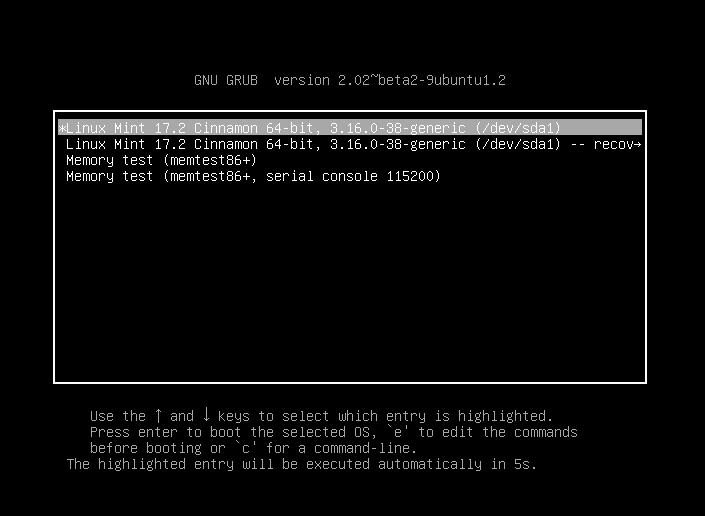 GNU GRUB  version 2.02~beta2-9ubuntu1.2
*Linux Mint 17.2 Cinnamon 64-bit, 3.16.0-38-generic (/dev/sda1)
Linux Mint 17.2 Cinnamon 64-bit, 3.16.0-38-generic (/dev/sda1) -- recov→
Memory test (memtest86+)
Memory test (memtest86+, serial console 115200)
Use the ↑ and ↓ keys to select which entry is highlighted.
Press enter to boot the selected OS, `e' to edit the commands
before booting or `c' for a command-line.
The highlighted entry will be executed automatically in 5s.